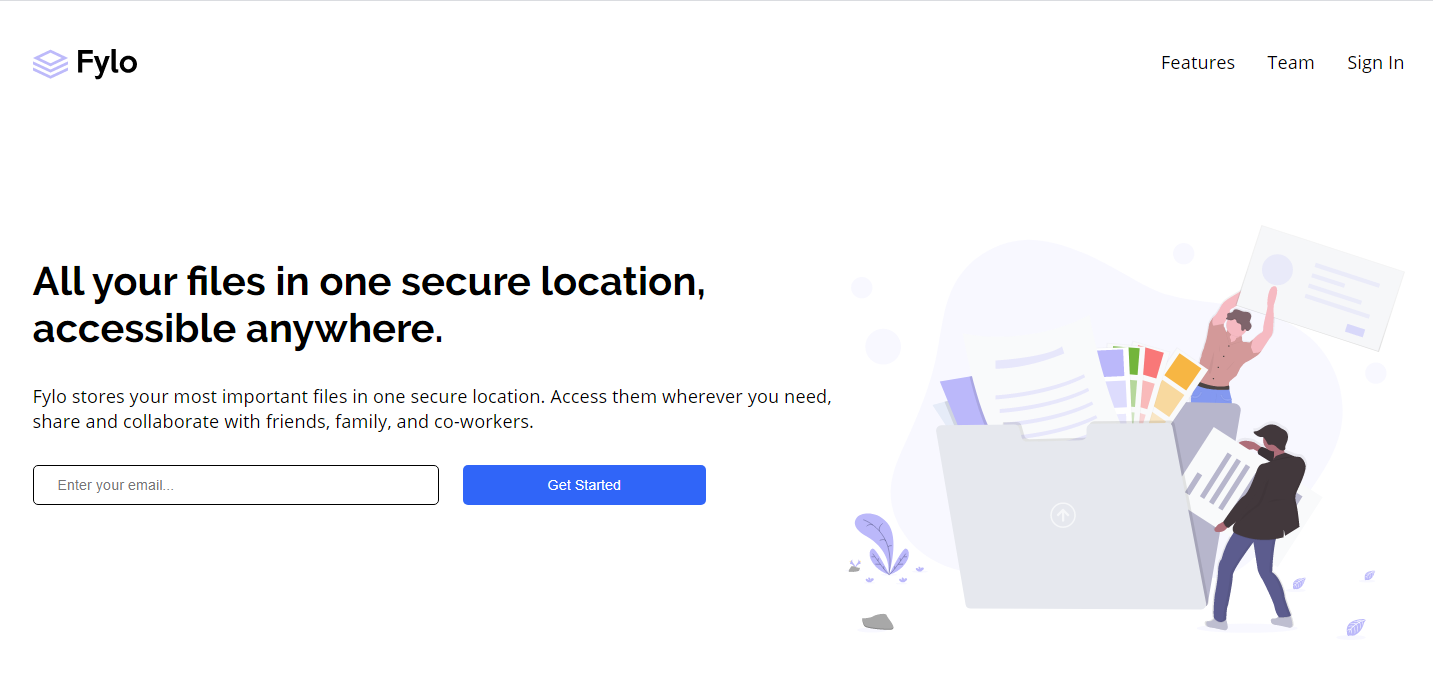 Fylo
Features
Team
Sign In
All your files in one secure location,
accessible anywhere.
Fylo stores your most important files in one secure location. Access them wherever you need,
share and collaborate with friends, family, and co-workers.
Enter your email...
Get Started